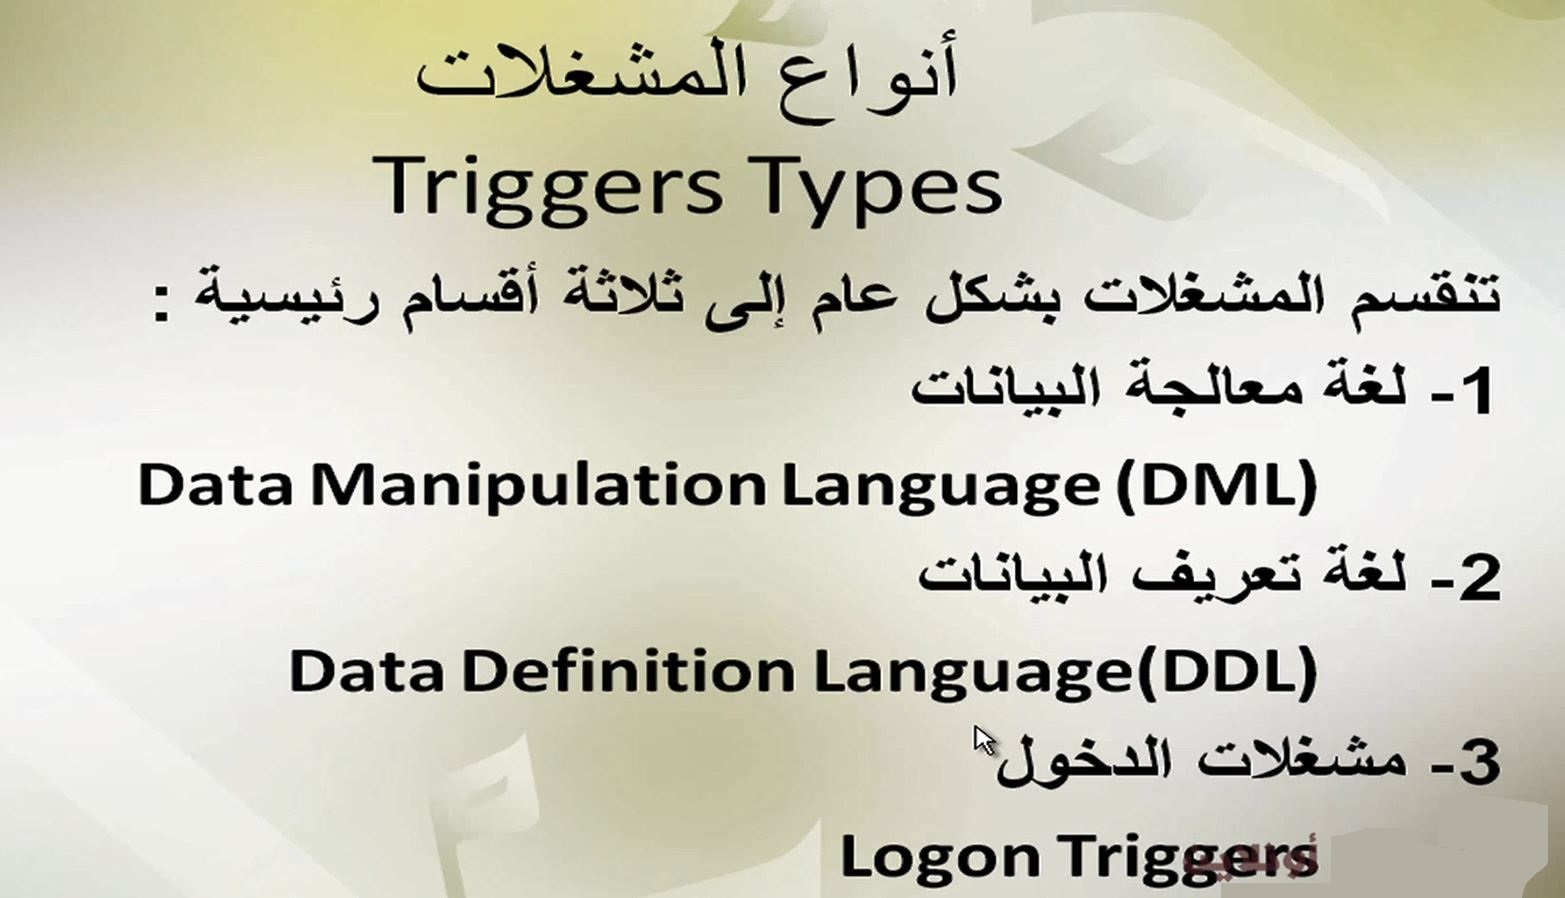 أنواع المشغلات
Triggers Types
تنقسم المشغلات بشكل عام إلى ثلاثة أقسام رئيسية :
1- لغة معالجة البيانات
Data Manipulation Language (DML)
2- لغة تعريف البيانات
Data Definition Language(DDL)
3- مشغلات الدخول
Logon Triggers
أونلاين